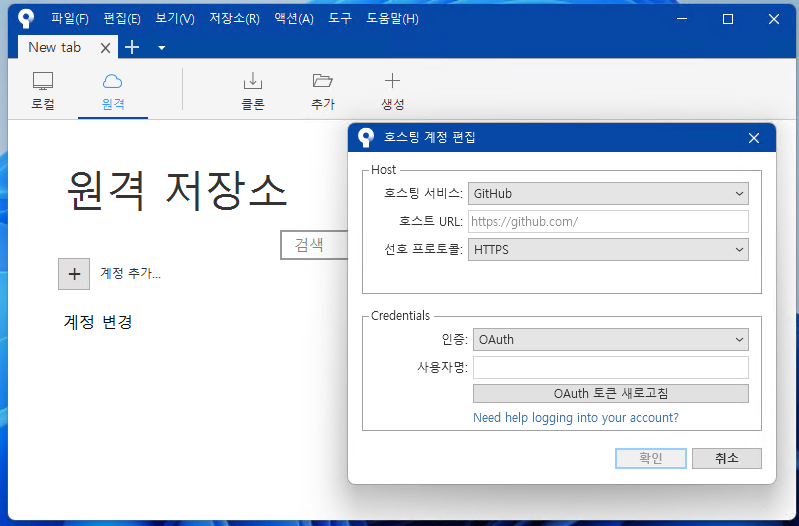 파일(F) 편집(E) 보기(V) 저장소(R) 액션(A) 도구 도움말(H)
New tab
로컬 원격 클론 추가 생성
원격 저장소
검색
계정 추가...
계정 변경
호스팅 계정 편집
Host
호스팅 서비스: GitHub
호스트 URL: https://github.com/
선호 프로토콜: HTTPS
Credentials
인증: OAuth
사용자명:
OAuth 토큰 새로고침
Need help logging into your account?
확인 취소